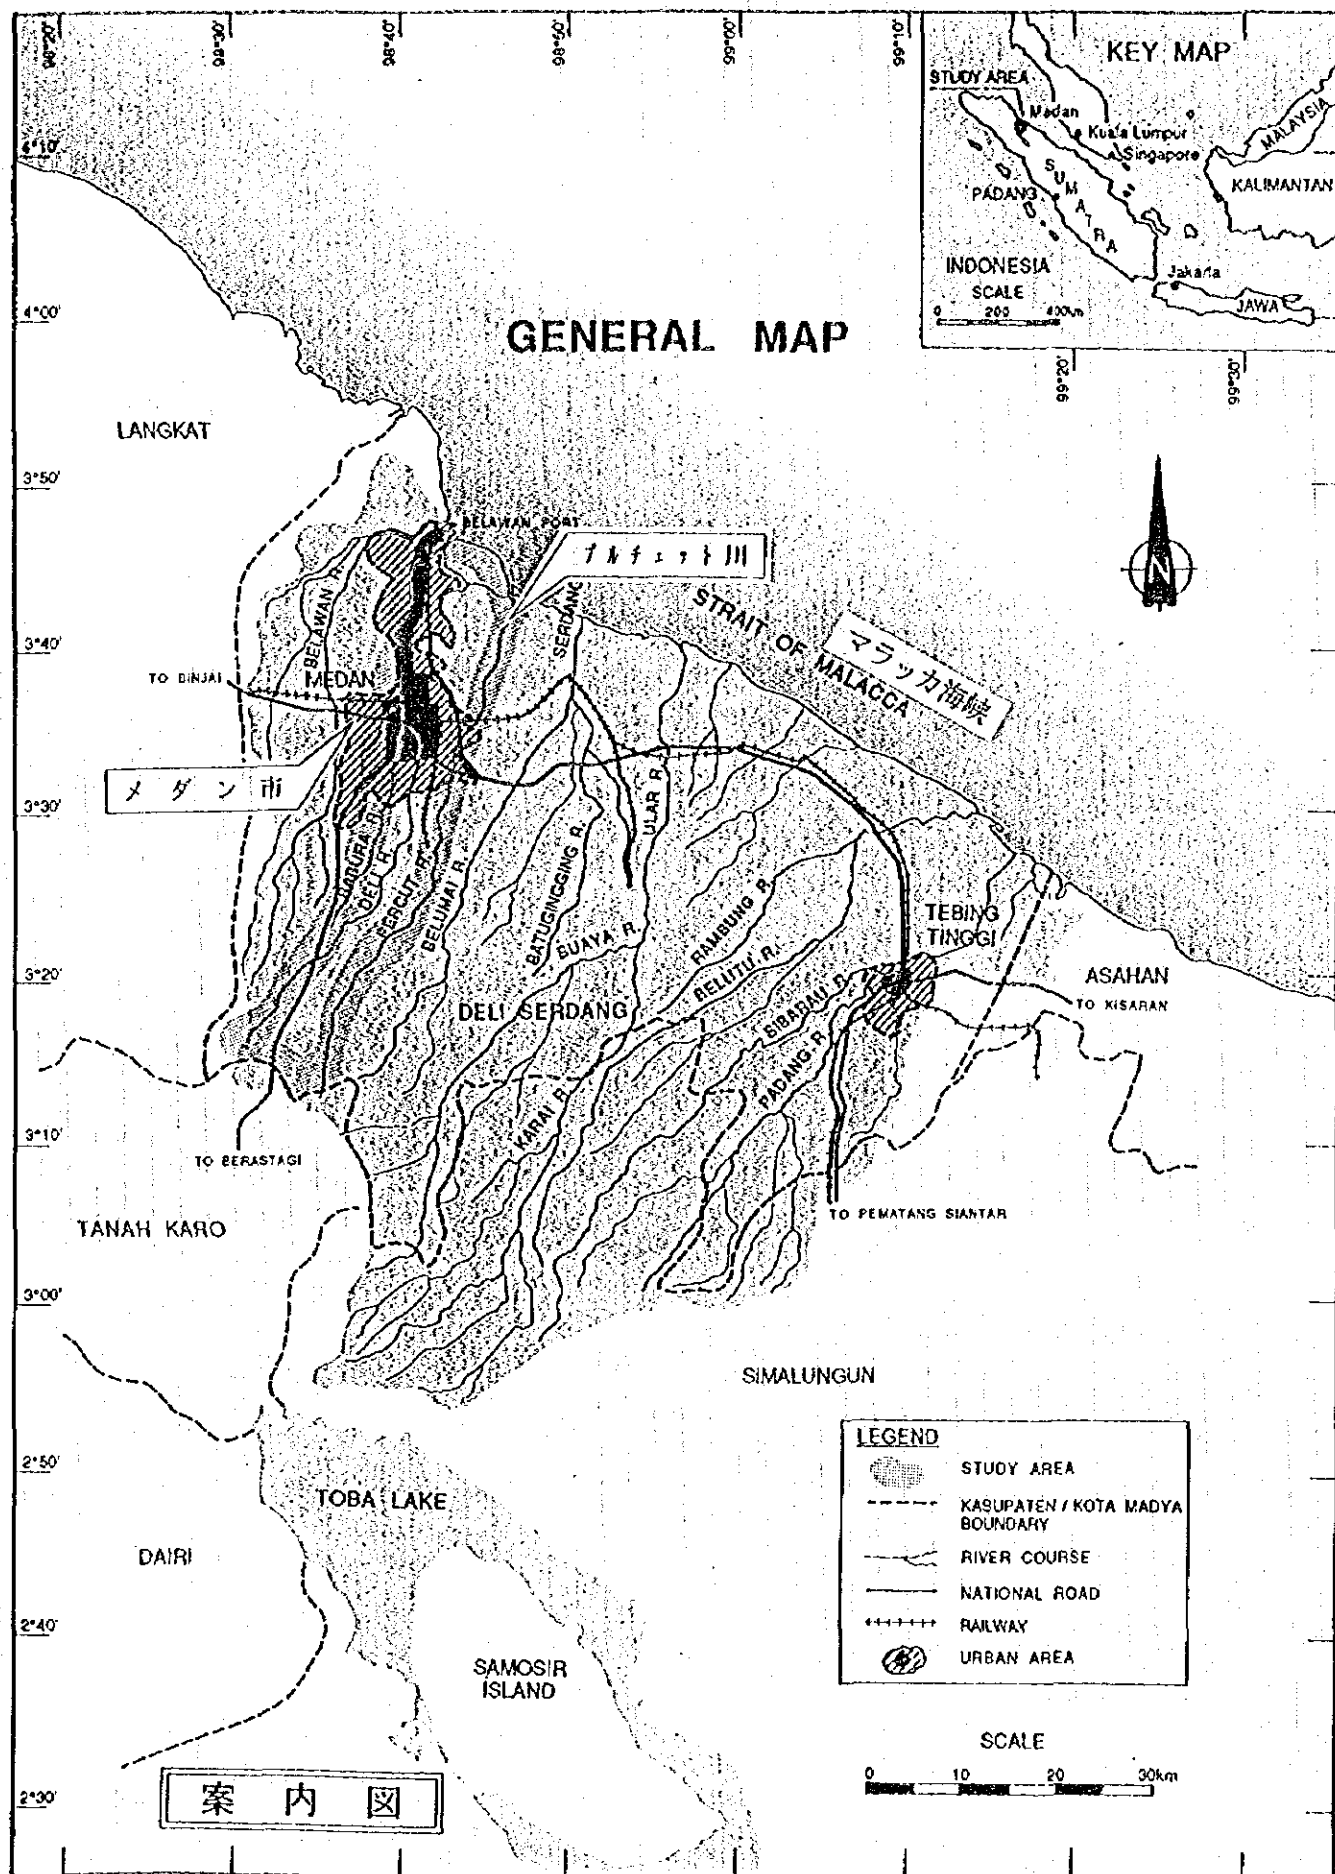 98°20'
98°30'
98°40'
98°50'
99°00'
99°10'
KEY MAP
STUDY AREA
Medan
Kuala Lumpur
Singapore
MALAYSIA
KALIMANTAN
PADANG
SUMATRA
INDONESIA
SCALE
0 200 400km
Jakarta
JAWA
99°20'
99°30'
4°10'
4°00'
GENERAL MAP
LANGKAT
3°50'
BELAWAN PORT
ブルチェット川
3°40'
BELAWAN R.
SERDANG
STRAIT OF MALACCA
マラッカ海峡
TO BINJAI
MEDAN
メダン市
3°30'
DELI R.
PERCUT R.
BELUMAI R.
BATUGINGGING R.
BUAYA R.
ULAR R.
RAMBUNG R.
BELUTU R.
TEBING
TINGGI
3°20'
DELI SERDANG
SIBARAU R.
PADANG R.
ASAHAN
TO KISARAN
3°10'
KARAI R.
TO BERASTAGI
TO PEMATANG SIANTAR
TANAH KARO
3°00'
SIMALUNGUN
2°50'
TOBA LAKE
DAIRI
2°40'
SAMOSIR
ISLAND
2°30'
LEGEND
STUDY AREA
KABUPATEN / KOTA MADYA
BOUNDARY
RIVER COURSE
NATIONAL ROAD
RAILWAY
URBAN AREA
SCALE
0 10 20 30km
案内図
N